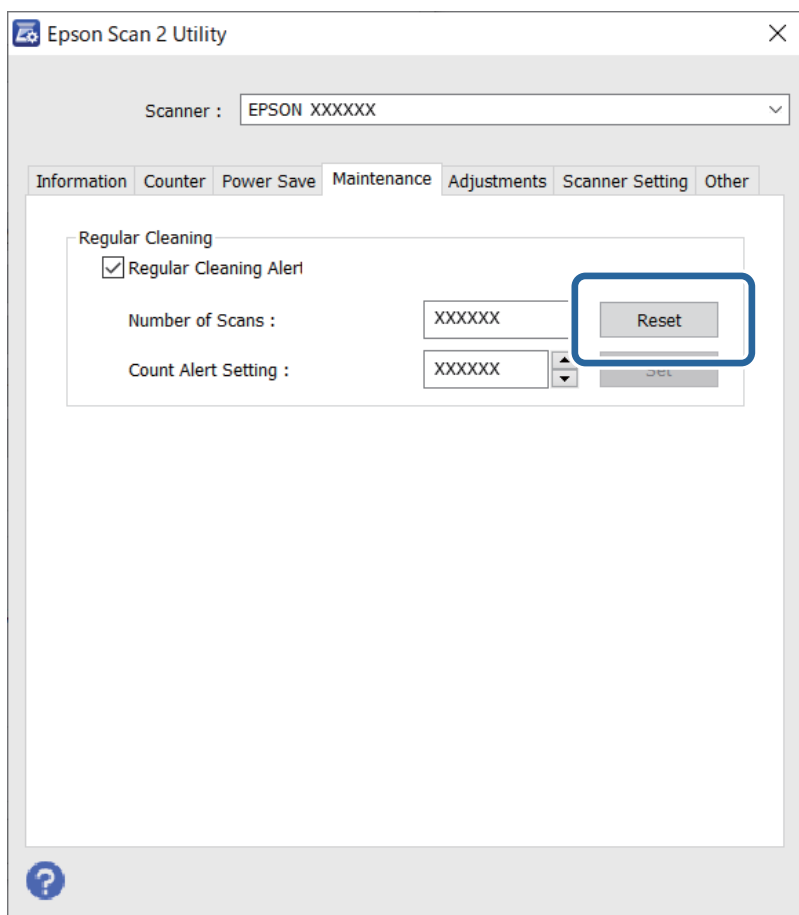 Epson Scan 2 Utility
Scanner : EPSON XXXXXX
Information Counter Power Save Maintenance Adjustments Scanner Setting Other
Regular Cleaning
Regular Cleaning Alert
Number of Scans : XXXXXX Reset
Count Alert Setting : XXXXXX Set
?